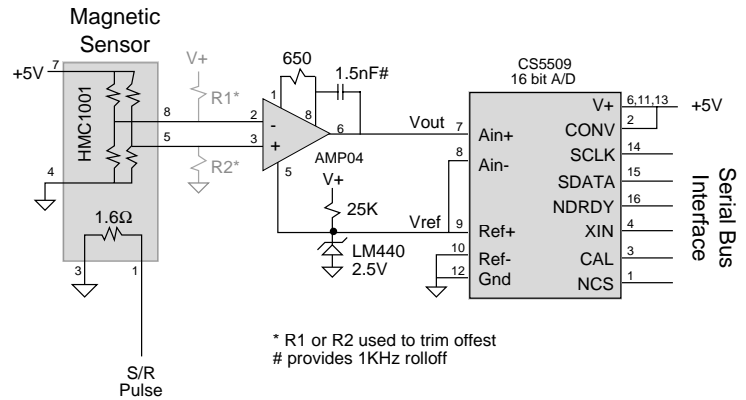 Magnetic
Sensor
+5V
7
HMC1001
8
5
4
1.6Ω
3
1
S/R
Pulse
V+
R1*
R2*
650
1.5nF#
1
8
2
-
3
+
6
5
AMP04
V+
25K
LM440
2.5V
Vout
Vref
CS5509
16 bit A/D
7
Ain+
8
Ain-
9
Ref+
10
Ref-
12
Gnd
V+
6,11,13
+5V
CONV
2
SCLK
14
SDATA
15
NDRDY
16
XIN
4
CAL
3
NCS
1
Serial Bus
Interface
* R1 or R2 used to trim offest
# provides 1KHz rolloff